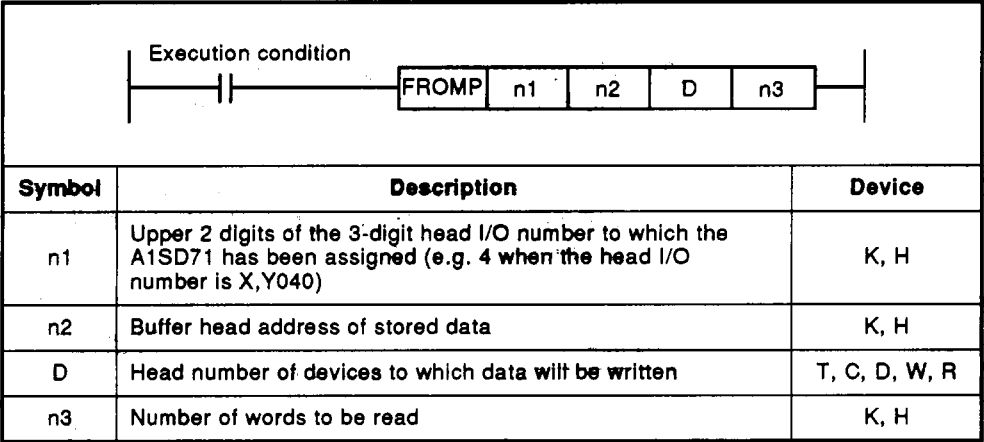 Execution condition
FROMP n1 n2 D n3
Symbol Description Device
n1 Upper 2 digits of the 3-digit head I/O number to which the
A1SD71 has been assigned (e.g. 4 when the head I/O
number is X,Y040) K, H
n2 Buffer head address of stored data K, H
D Head number of devices to which data will be written T, C, D, W, R
n3 Number of words to be read K, H